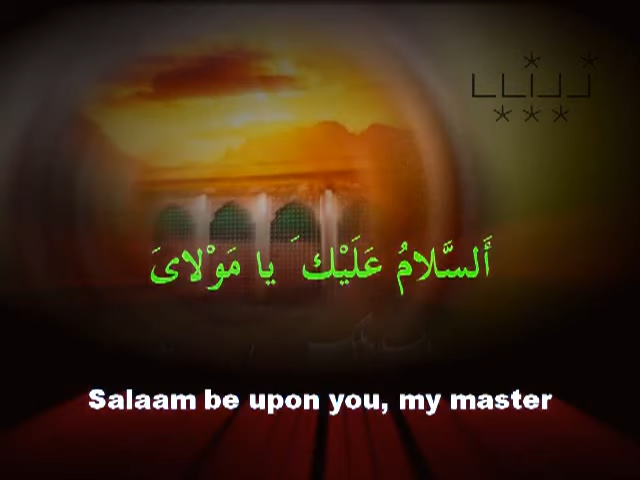 أَلسَّلامُ عَلَيْكَ يا مَوْلاىَ
Salaam be upon you, my master